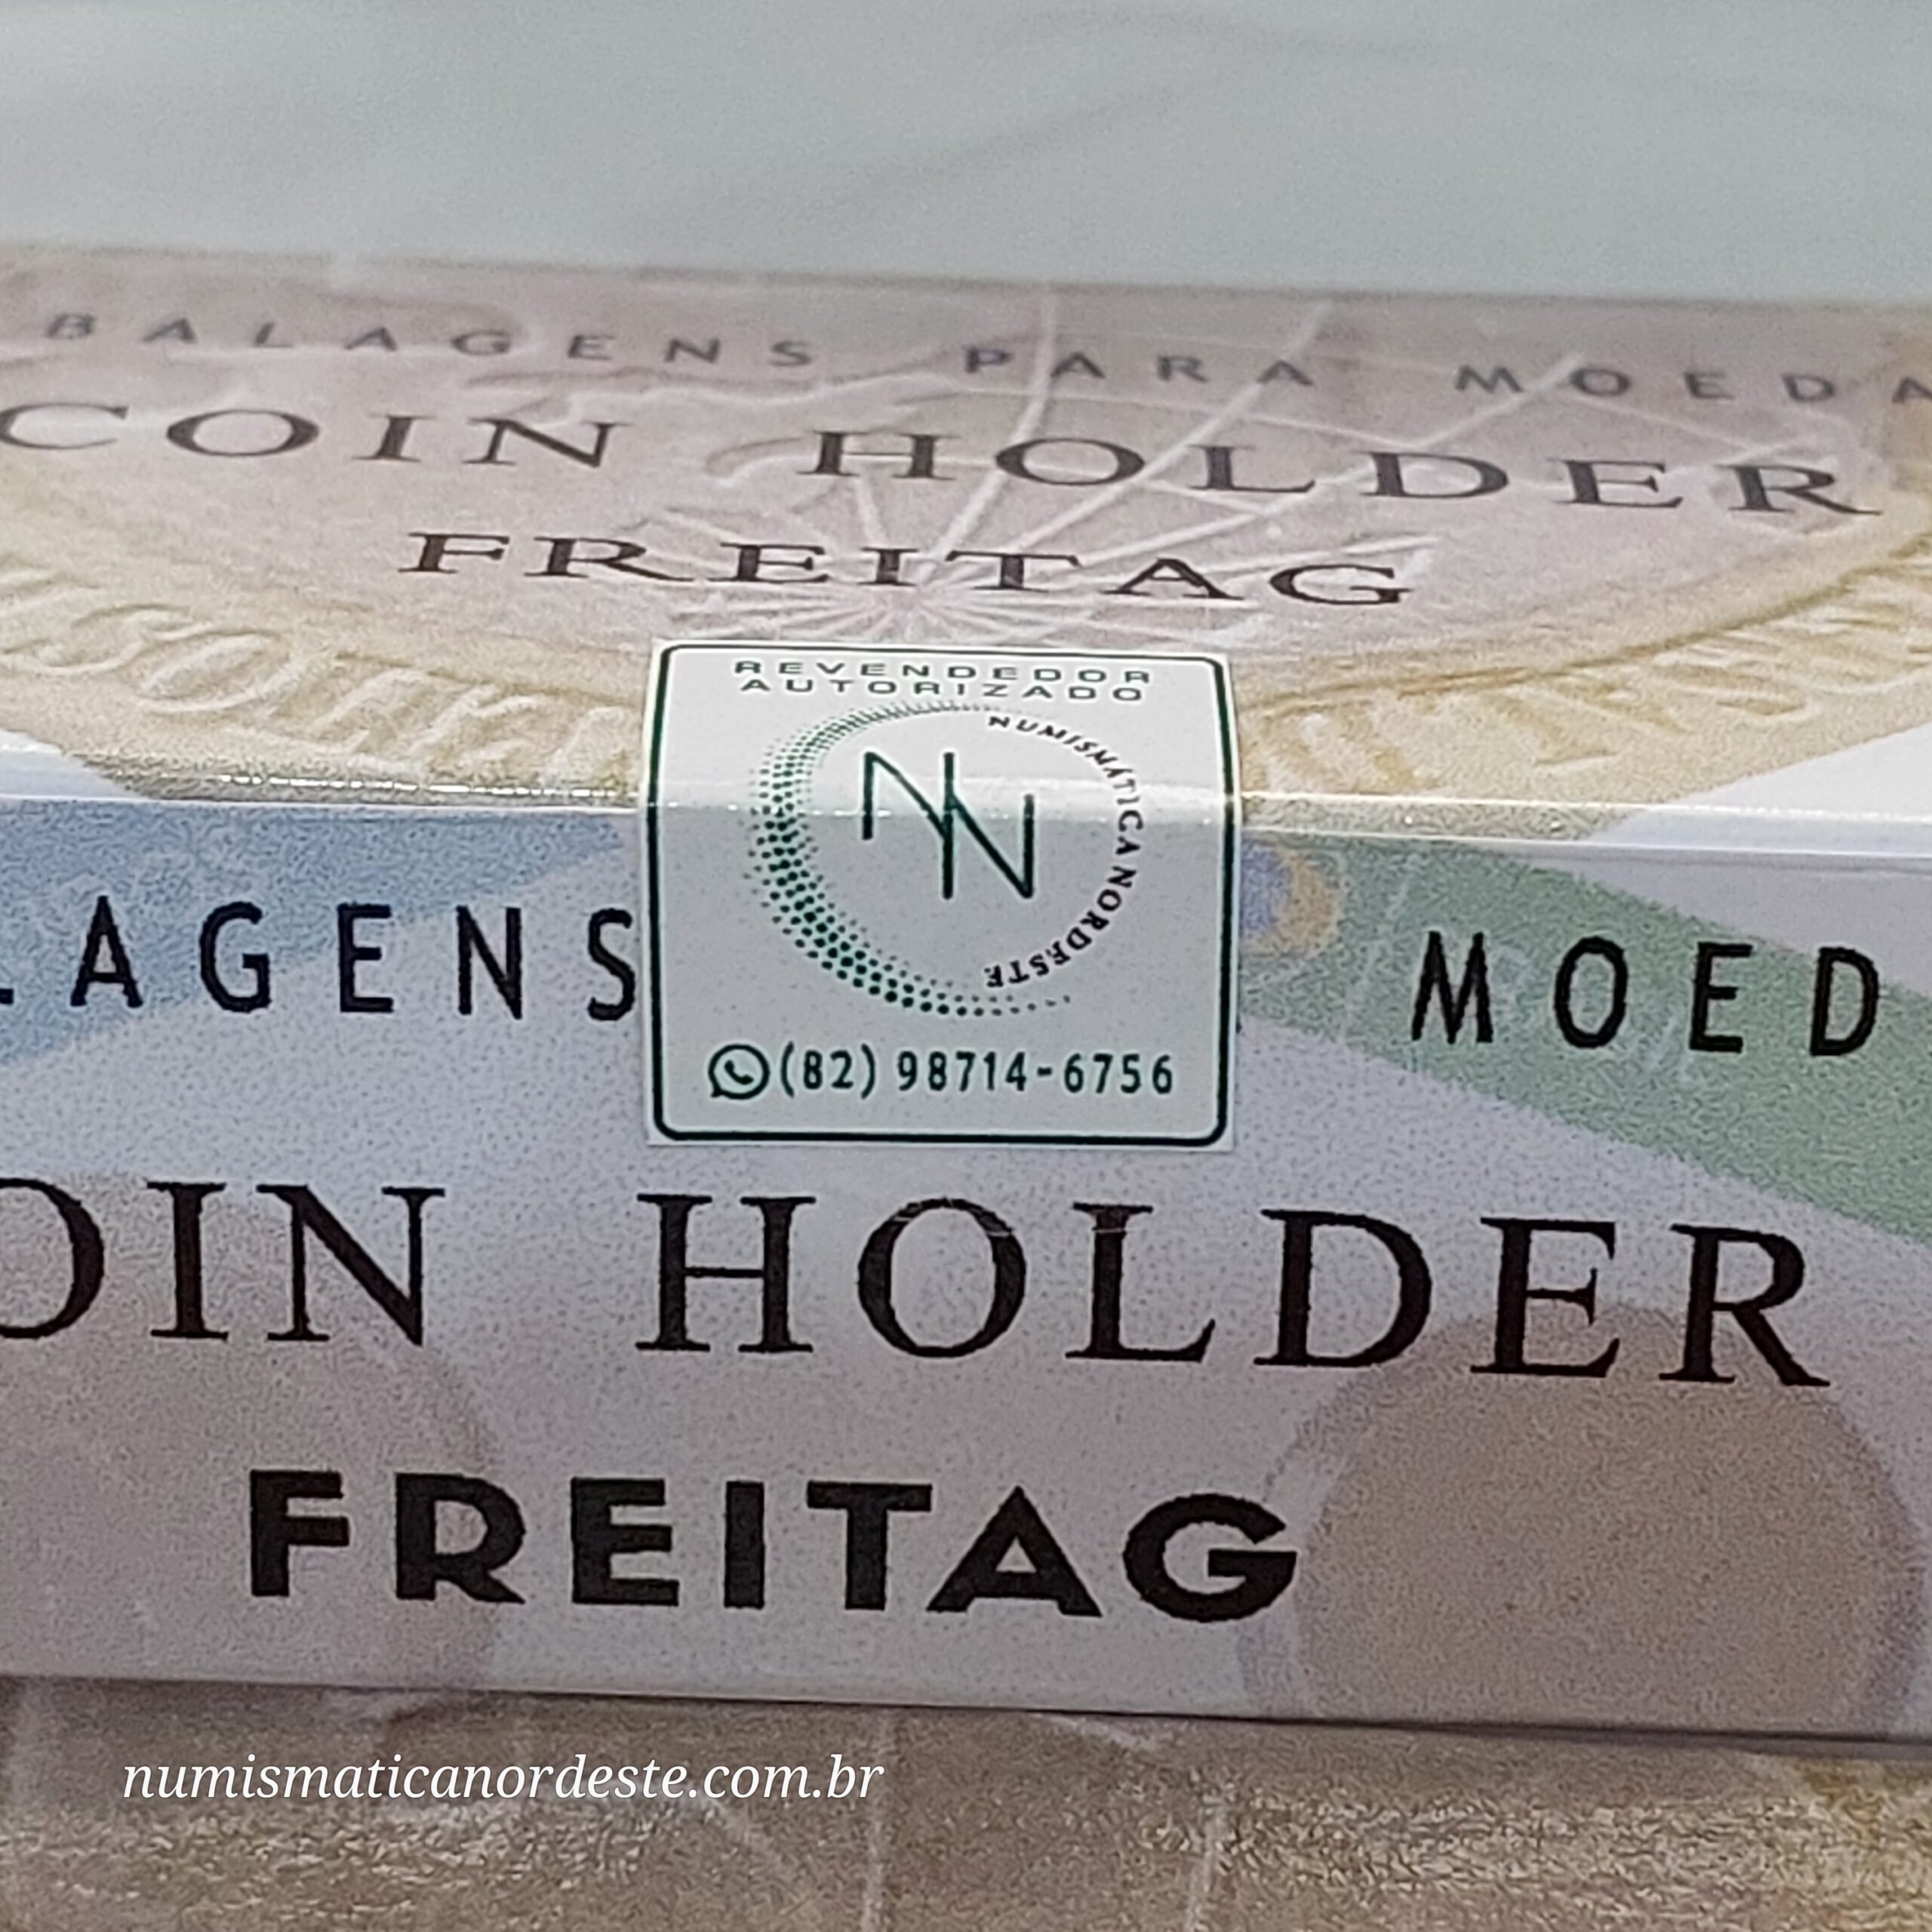 BALAGENS PARA MOEDA
COIN HOLDER
FREITAG
REVENDEDOR
AUTORIZADO
NUMISMÁTICA NORDESTE
NN
(82) 98714-6756
LAGENS MOED
OIN HOLDER
FREITAG
numismaticanordeste.com.br